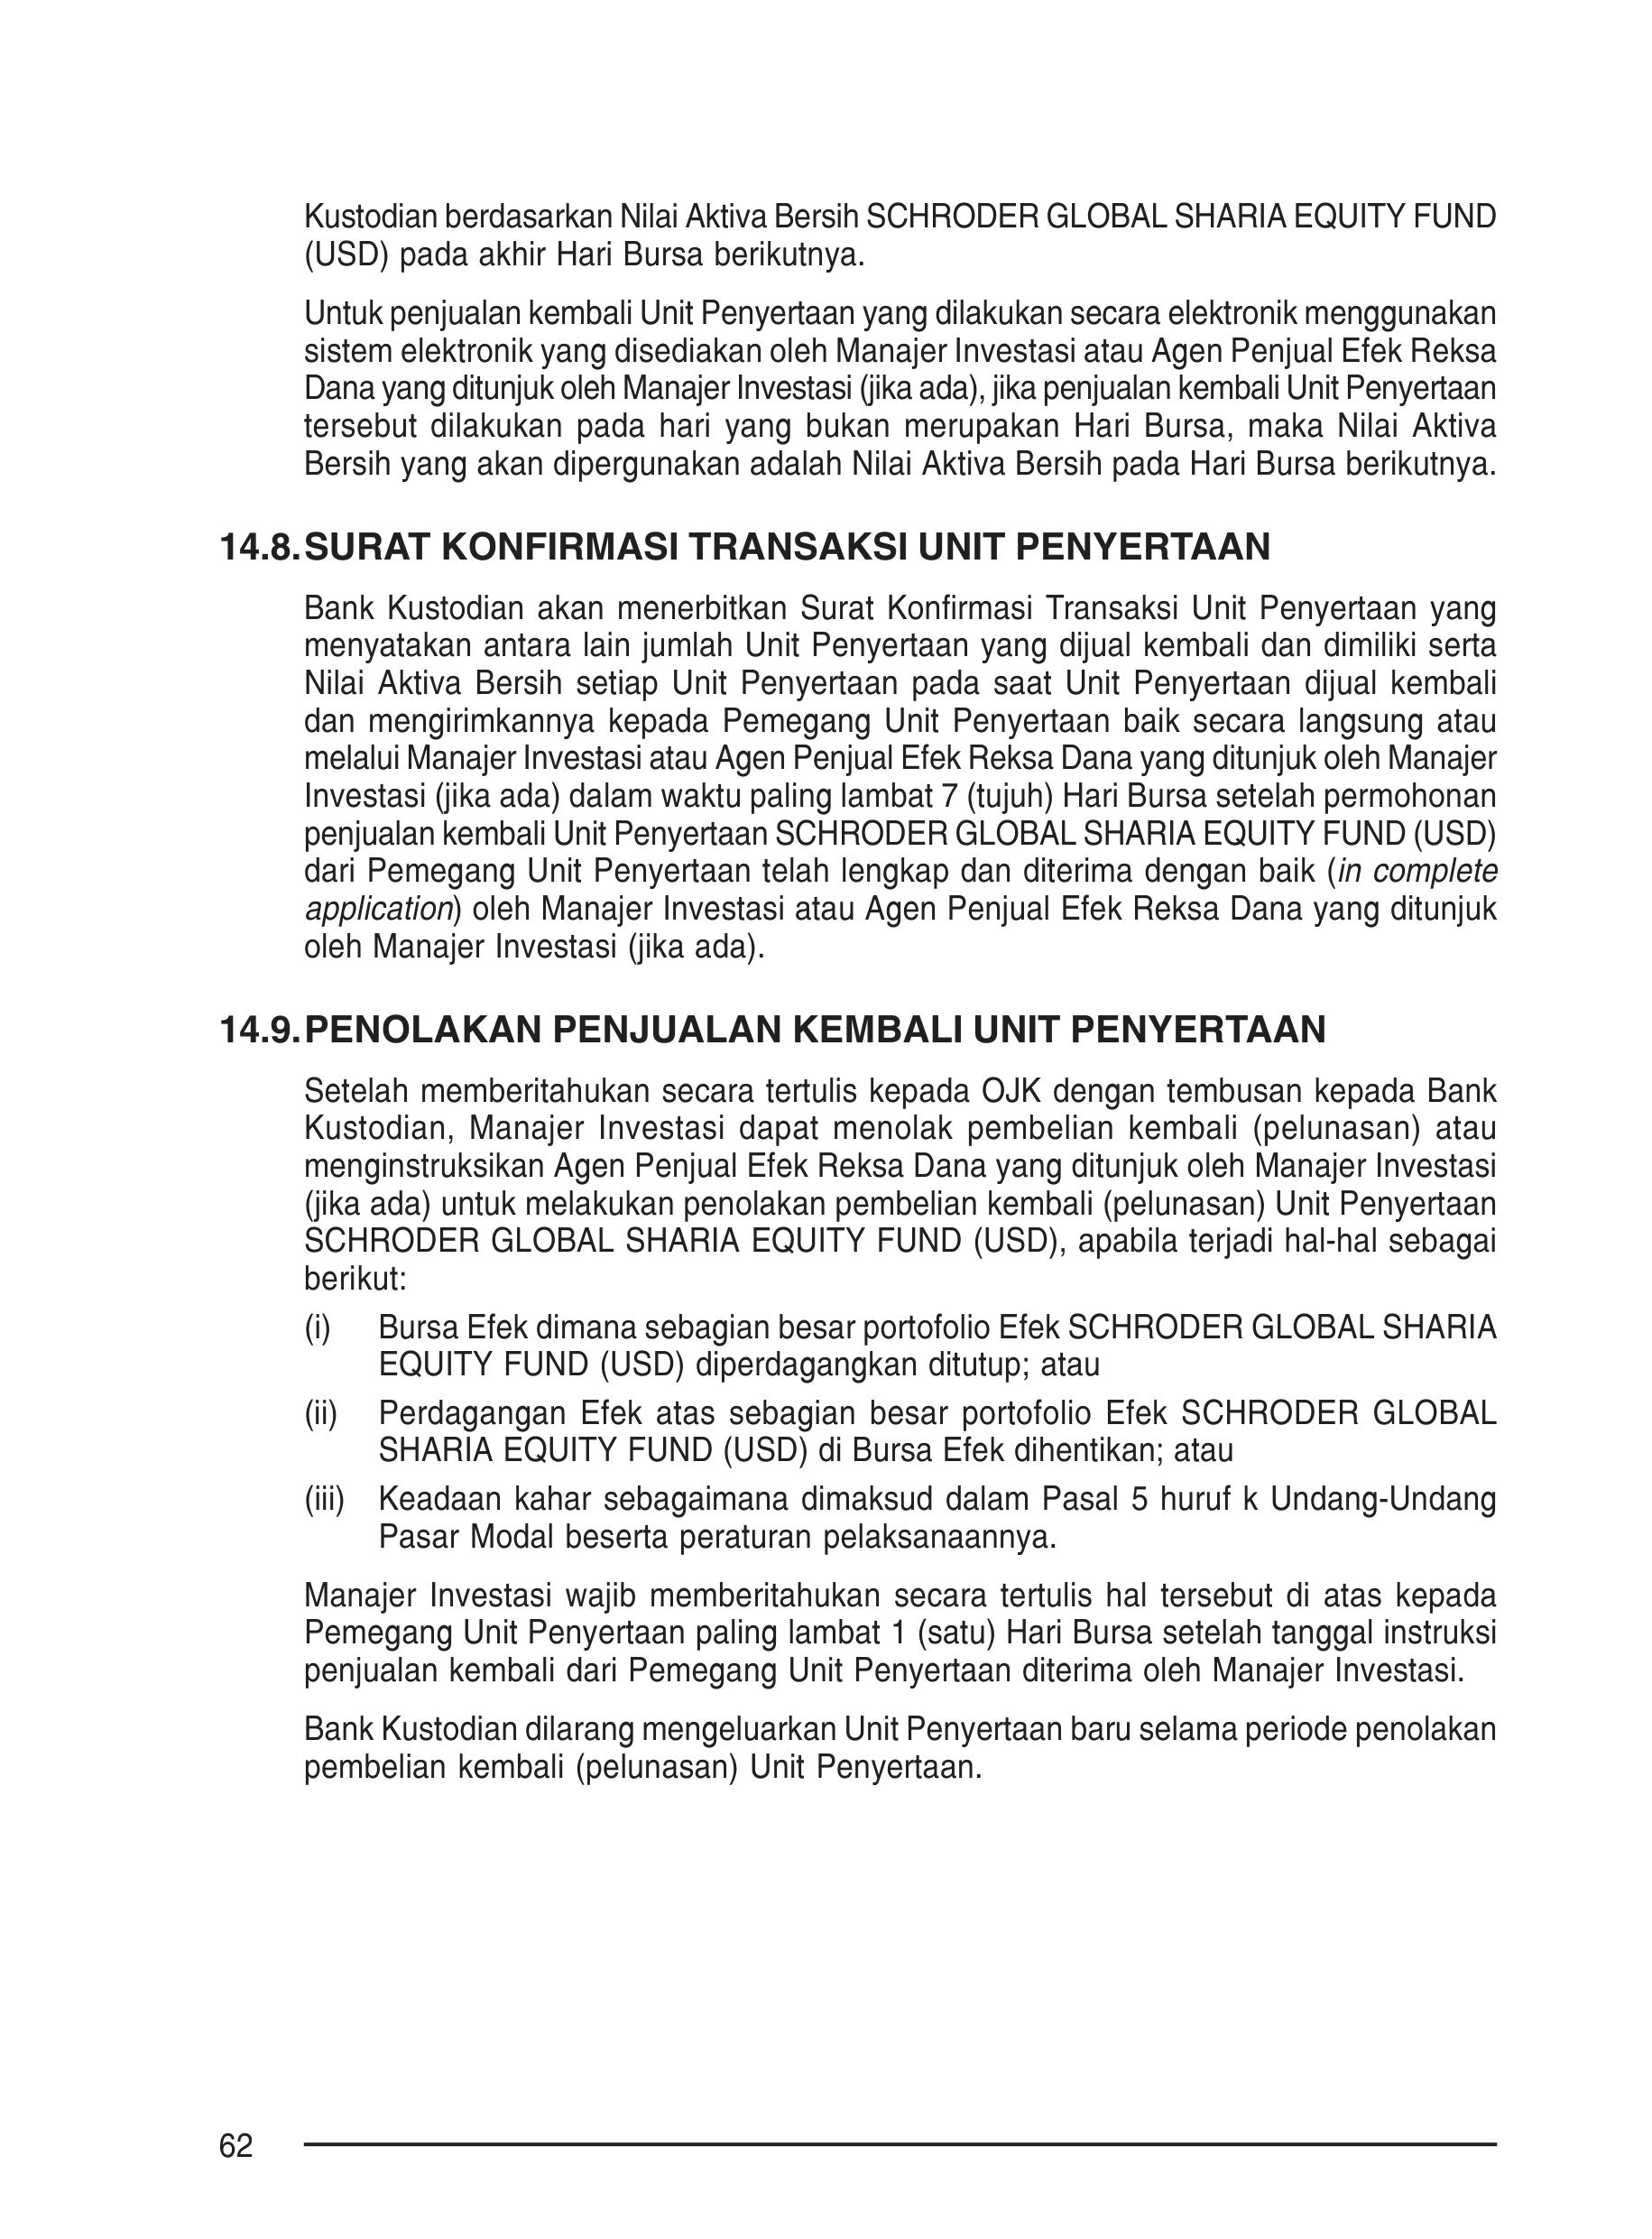 Kustodian berdasarkan Nilai Aktiva Bersih SCHRODER GLOBAL SHARIA EQUITY FUND
(USD) pada akhir Hari Bursa berikutnya.
Untuk penjualan kembali Unit Penyertaan yang dilakukan secara elektronik menggunakan
sistem elektronik yang disediakan oleh Manajer Investasi atau Agen Penjual Efek Reksa
Dana yang ditunjuk oleh Manajer Investasi (jika ada), jika penjualan kembali Unit Penyertaan
tersebut dilakukan pada hari yang bukan merupakan Hari Bursa, maka Nilai Aktiva
Bersih yang akan dipergunakan adalah Nilai Aktiva Bersih pada Hari Bursa berikutnya.
14.8. SURAT KONFIRMASI TRANSAKSI UNIT PENYERTAAN
Bank Kustodian akan menerbitkan Surat Konfirmasi Transaksi Unit Penyertaan yang
menyatakan antara lain jumlah Unit Penyertaan yang dijual kembali dan dimiliki serta
Nilai Aktiva Bersih setiap Unit Penyertaan pada saat Unit Penyertaan dijual kembali
dan mengirimkannya kepada Pemegang Unit Penyertaan baik secara langsung atau
melalui Manajer Investasi atau Agen Penjual Efek Reksa Dana yang ditunjuk oleh Manajer
Investasi (jika ada) dalam waktu paling lambat 7 (tujuh) Hari Bursa setelah permohonan
penjualan kembali Unit Penyertaan SCHRODER GLOBAL SHARIA EQUITY FUND (USD)
dari Pemegang Unit Penyertaan telah lengkap dan diterima dengan baik (in complete
application) oleh Manajer Investasi atau Agen Penjual Efek Reksa Dana yang ditunjuk
oleh Manajer Investasi (jika ada).
14.9. PENOLAKAN PENJUALAN KEMBALI UNIT PENYERTAAN
Setelah memberitahukan secara tertulis kepada OJK dengan tembusan kepada Bank
Kustodian, Manajer Investasi dapat menolak pembelian kembali (pelunasan) atau
menginstruksikan Agen Penjual Efek Reksa Dana yang ditunjuk oleh Manajer Investasi
(jika ada) untuk melakukan penolakan pembelian kembali (pelunasan) Unit Penyertaan
SCHRODER GLOBAL SHARIA EQUITY FUND (USD), apabila terjadi hal-hal sebagai
berikut:
(i) Bursa Efek dimana sebagian besar portofolio Efek SCHRODER GLOBAL SHARIA
EQUITY FUND (USD) diperdagangkan ditutup; atau
(ii) Perdagangan Efek atas sebagian besar portofolio Efek SCHRODER GLOBAL
SHARIA EQUITY FUND (USD) di Bursa Efek dihentikan; atau
(iii) Keadaan kahar sebagaimana dimaksud dalam Pasal 5 huruf k Undang-Undang
Pasar Modal beserta peraturan pelaksanaannya.
Manajer Investasi wajib memberitahukan secara tertulis hal tersebut di atas kepada
Pemegang Unit Penyertaan paling lambat 1 (satu) Hari Bursa setelah tanggal instruksi
penjualan kembali dari Pemegang Unit Penyertaan diterima oleh Manajer Investasi.
Bank Kustodian dilarang mengeluarkan Unit Penyertaan baru selama periode penolakan
pembelian kembali (pelunasan) Unit Penyertaan.
62